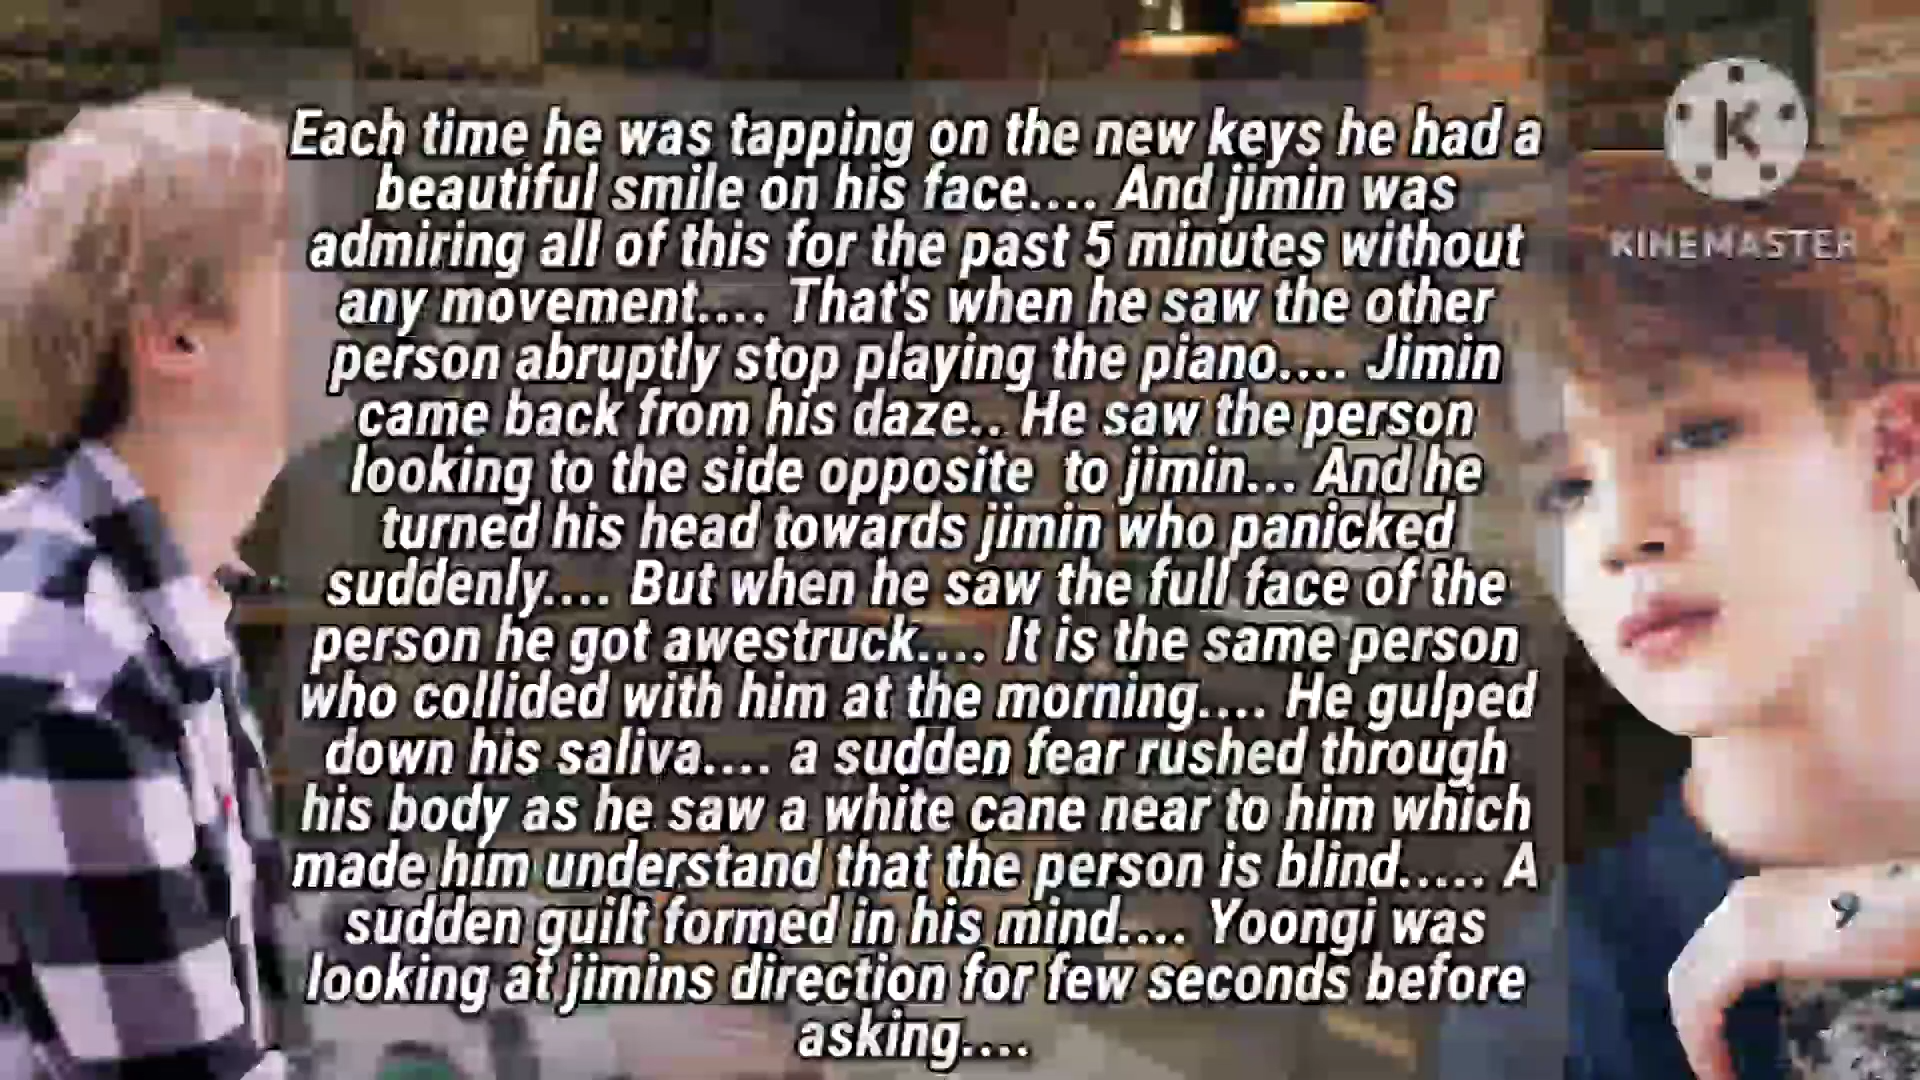 Each time he was tapping on the new keys he had a
beautiful smile on his face.... And jimin was
admiring all of this for the past 5 minutes without
any movement.... That's when he saw the other
person abruptly stop playing the piano.... Jimin
came back from his daze.. He saw the person
looking to the side opposite  to jimin... And he
turned his head towards jimin who panicked
suddenly.... But when he saw the full face of the
person he got awestruck.... It is the same person
who collided with him at the morning.... He gulped
down his saliva.... a sudden fear rushed through
his body as he saw a white cane near to him which
made him understand that the person is blind..... A
sudden guilt formed in his mind.... Yoongi was
looking at jimins direction for few seconds before
asking....
K
KINEMASTER